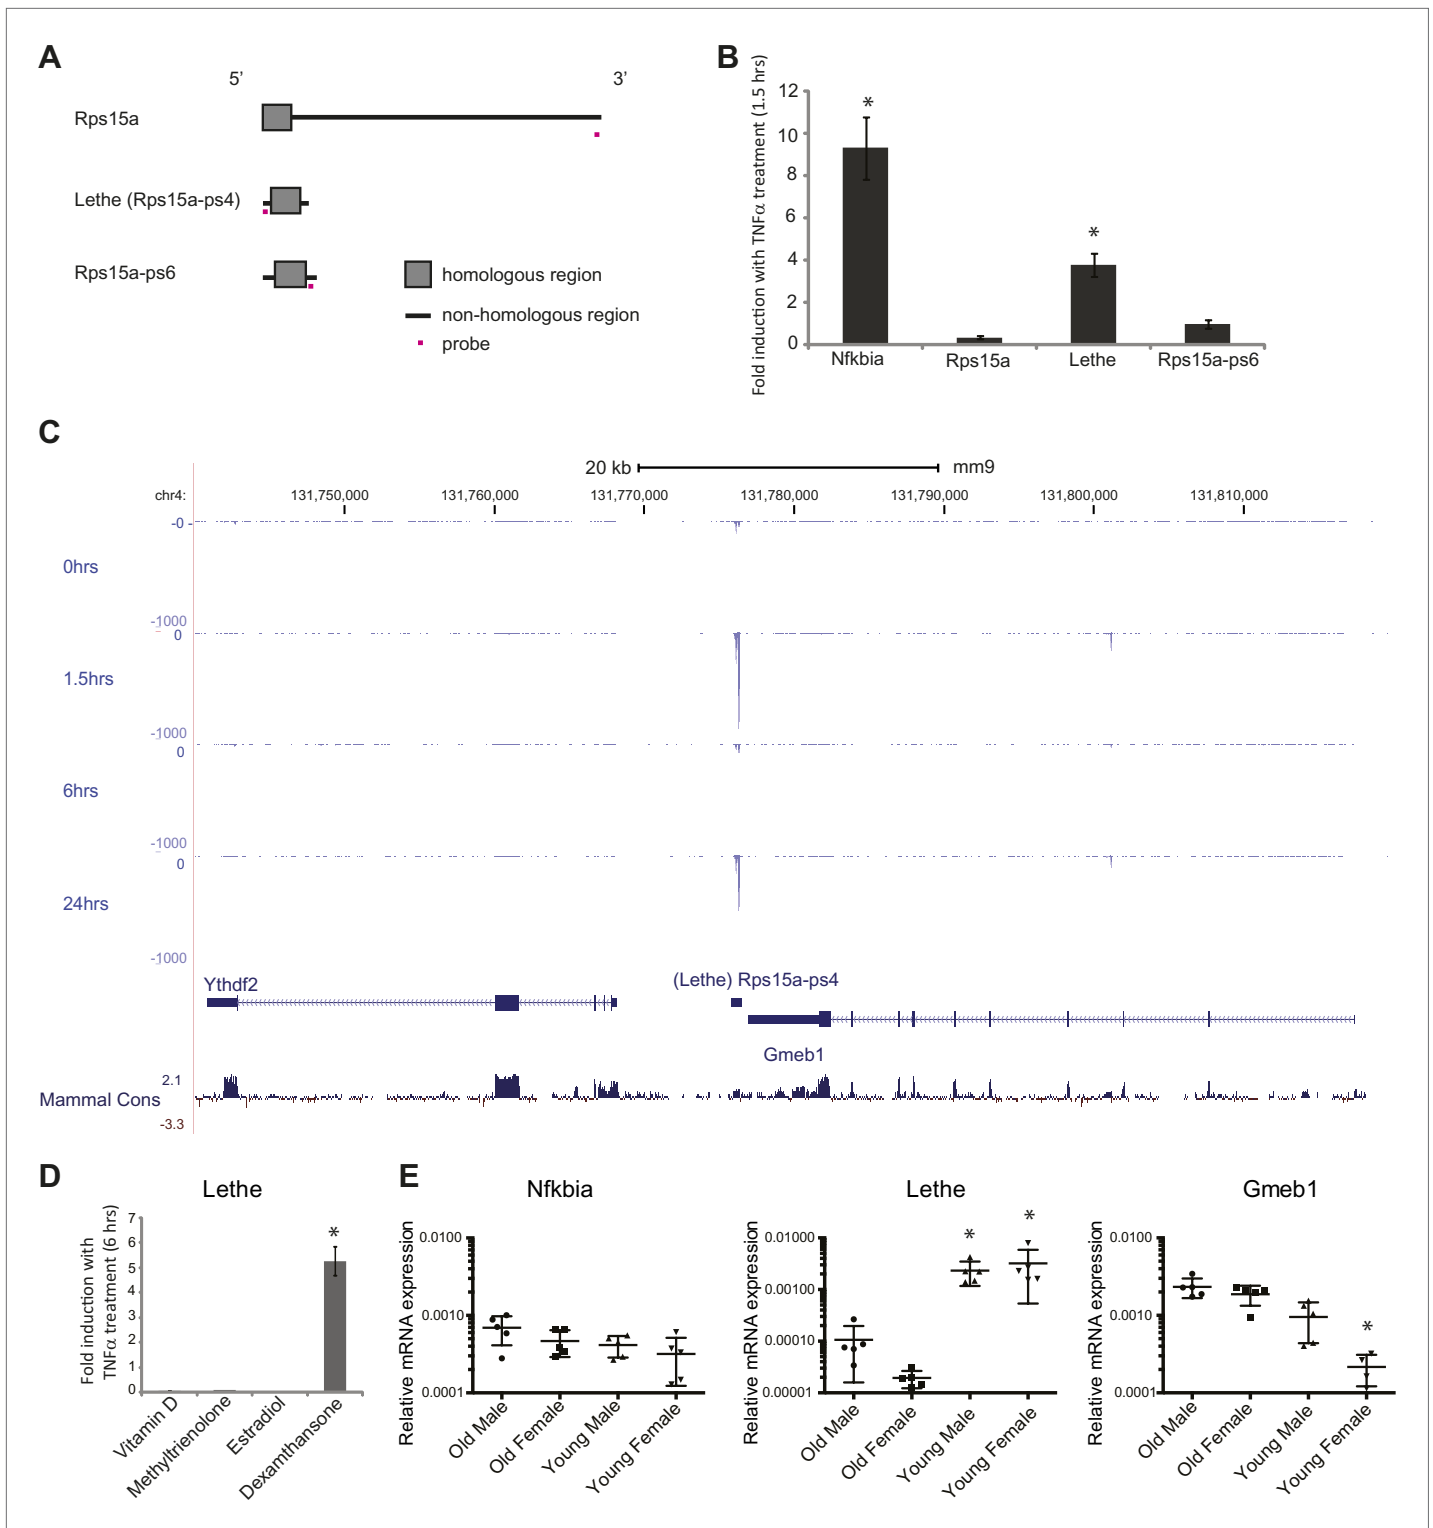 A
5’
3’
Rps15a
Lethe (Rps15a-ps4)
Rps15a-ps6
homologous region
non-homologous region
probe
B
Fold induction with TNFα treatment (1.5 hrs)
12
10
8
6
4
2
0
*
*
Nfkbia
Rps15a
Lethe
Rps15a-ps6
C
20 kb
mm9
chr4:
131,750,000
131,760,000
131,770,000
131,780,000
131,790,000
131,800,000
131,810,000
-0
0hrs
-1000
0
1.5hrs
-1000
0
6hrs
-1000
0
24hrs
-1000
Ythdf2
(Lethe) Rps15a-ps4
Gmeb1
2.1
Mammal Cons
-3.3
D
Lethe
Fold induction with
TNFα treatment (6 hrs)
7
6
5
4
3
2
1
0
*
Vitamin D
Methyltrienolone
Estradiol
Dexamthansone
E
Nfkbia
Relative mRNA expression
0.0100
0.0010
0.0001
Old Male
Old Female
Young Male
Young Female
Lethe
Relative mRNA expression
0.01000
0.00100
0.00010
0.00001
*
*
Old Male
Old Female
Young Male
Young Female
Gmeb1
Relative mRNA expression
0.0100
0.0010
0.0001
*
Old Male
Old Female
Young Male
Young Female